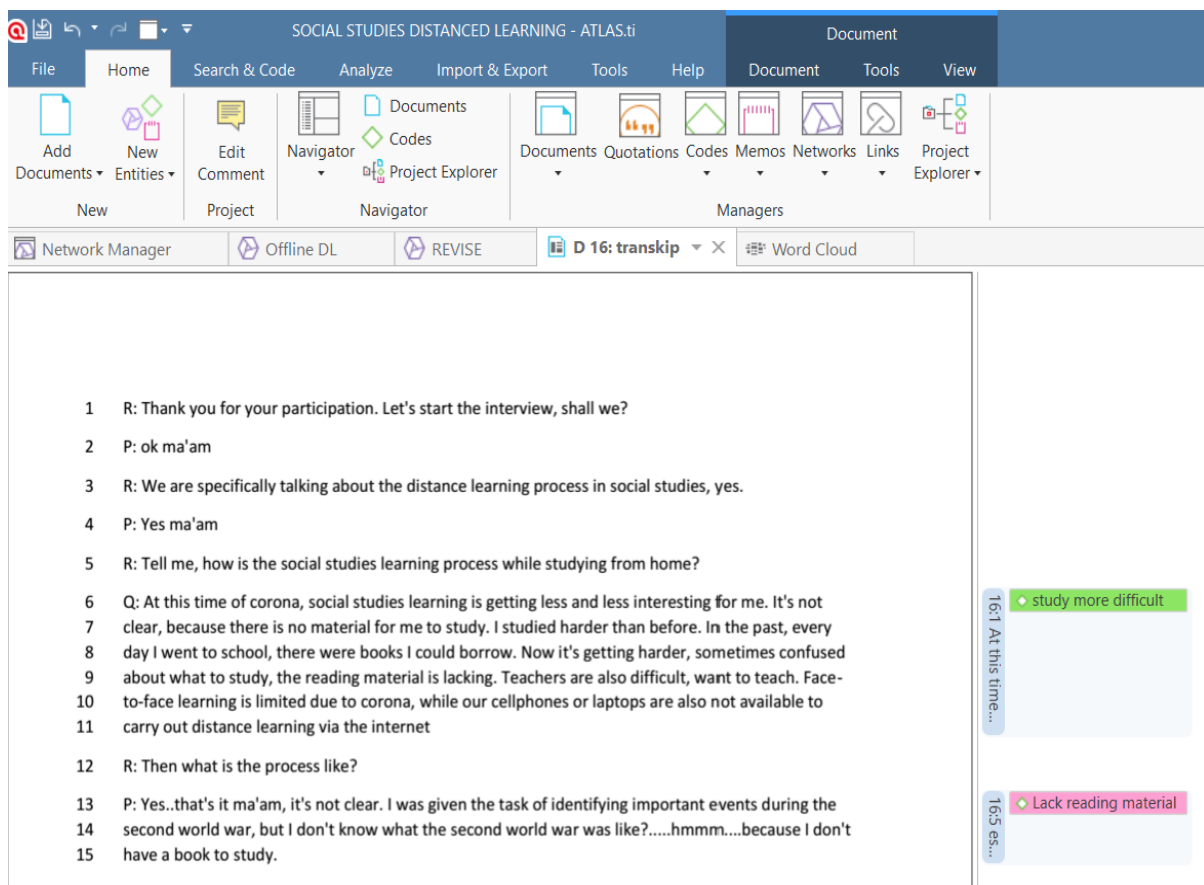 SOCIAL STUDIES DISTANCED LEARNING - ATLAS.ti
Document
File Home Search & Code Analyze Import & Export Tools Help Document Tools View
Add Documents
New Entities
Edit Comment
Navigator
Documents
Codes
Project Explorer
Documents Quotations Codes Memos Networks Links Project Explorer
New Project Navigator Managers
Network Manager Offline DL REVISE D 16: transkip Word Cloud
1 R: Thank you for your participation. Let's start the interview, shall we?
2 P: ok ma'am
3 R: We are specifically talking about the distance learning process in social studies, yes.
4 P: Yes ma'am
5 R: Tell me, how is the social studies learning process while studying from home?
6 Q: At this time of corona, social studies learning is getting less and less interesting for me. It's not
7 clear, because there is no material for me to study. I studied harder than before. In the past, every
8 day I went to school, there were books I could borrow. Now it's getting harder, sometimes confused
9 about what to study, the reading material is lacking. Teachers are also difficult, want to teach. Face-
10 to-face learning is limited due to corona, while our cellphones or laptops are also not available to
11 carry out distance learning via the internet
12 R: Then what is the process like?
13 P: Yes..that's it ma'am, it's not clear. I was given the task of identifying important events during the
14 second world war, but I don't know what the second world war was like?.....hmmm....because I don't
15 have a book to study.
16:1 At this time...
study more difficult
16:5 es...
Lack reading material